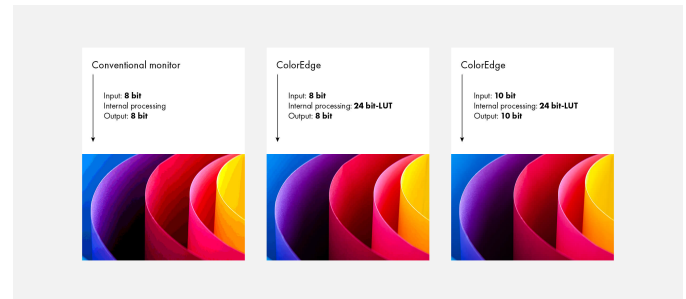 Conventional monitor
Input: 8 bit
Internal processing
Output: 8 bit
ColorEdge
Input: 8 bit
Internal processing: 24 bit-LUT
Output: 8 bit
ColorEdge
Input: 10 bit
Internal processing: 24 bit-LUT
Output: 10 bit